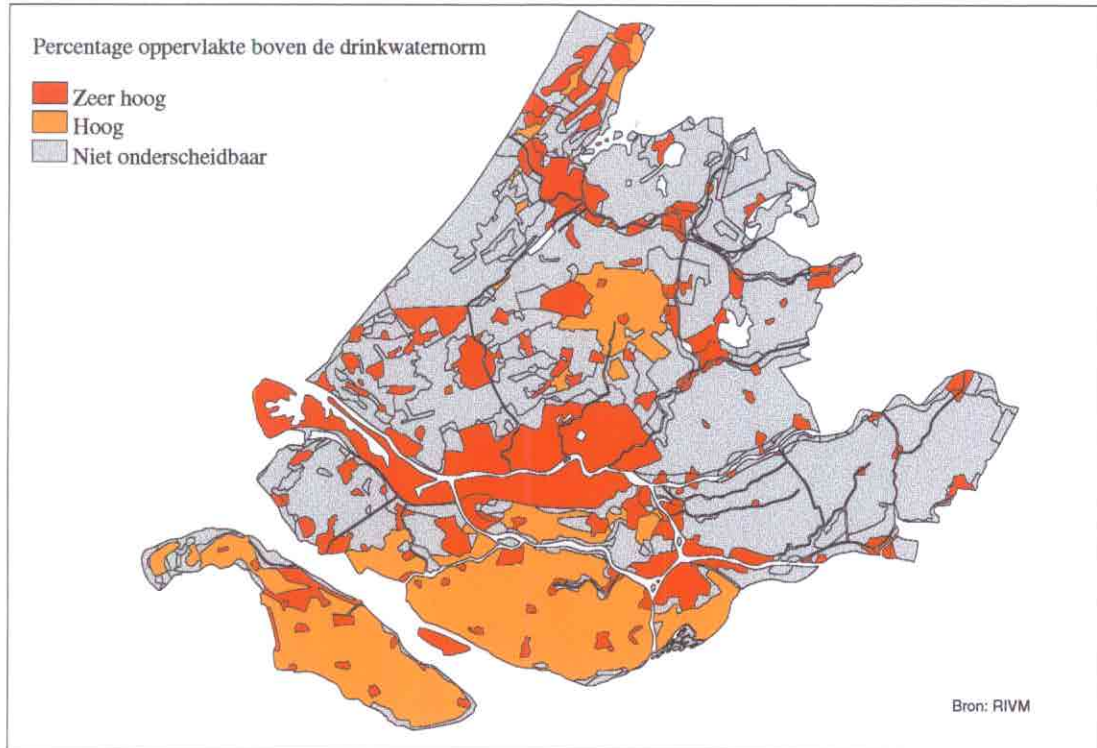 Percentage oppervlakte boven de drinkwaternorm
Zeer hoog
Hoog
Niet onderscheidbaar
Bron: RIVM